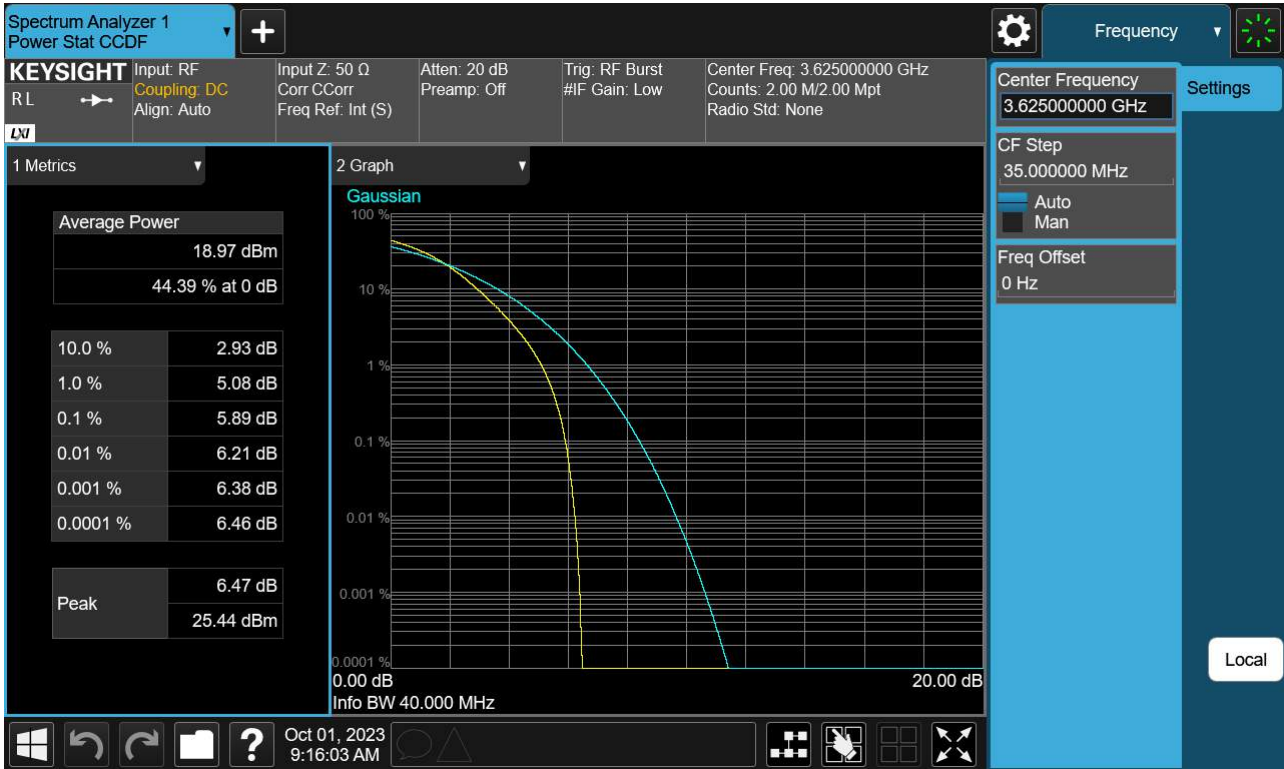 Spectrum Analyzer 1
Power Stat CCDF
+
Frequency
KEYSIGHT
R L
LXI
Input: RF
Coupling: DC
Align: Auto
Input Z: 50 Ω
Corr CCorr
Freq Ref: Int (S)
Atten: 20 dB
Preamp: Off
Trig: RF Burst
#IF Gain: Low
Center Freq: 3.625000000 GHz
Counts: 2.00 M/2.00 Mpt
Radio Std: None
Center Frequency
3.625000000 GHz
Settings
CF Step
35.000000 MHz
Auto
Man
Freq Offset
0 Hz
Local
1 Metrics
Average Power
18.97 dBm
44.39 % at 0 dB
10.0 % 2.93 dB
1.0 % 5.08 dB
0.1 % 5.89 dB
0.01 % 6.21 dB
0.001 % 6.38 dB
0.0001 % 6.46 dB
Peak
6.47 dB
25.44 dBm
2 Graph
Gaussian
100 %
10 %
1 %
0.1 %
0.01 %
0.001 %
0.0001 %
0.00 dB 20.00 dB
Info BW 40.000 MHz
?
Oct 01, 2023
9:16:03 AM